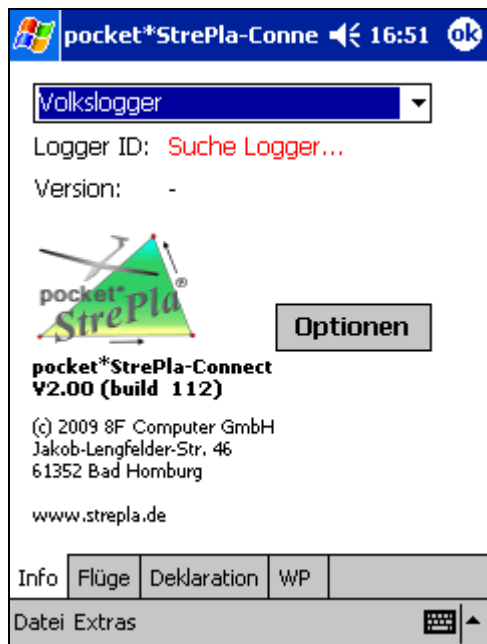 pocket*StrePla-Conne 16:51 ok
Volkslogger
Logger ID: Suche Logger...
Version: -
pocket*
StrePla®
Optionen
pocket*StrePla-Connect
V2.00 (build 112)
(c) 2009 8F Computer GmbH
Jakob-Lengfelder-Str. 46
61352 Bad Homburg
www.strepla.de
Info Flüge Deklaration WP
Datei Extras